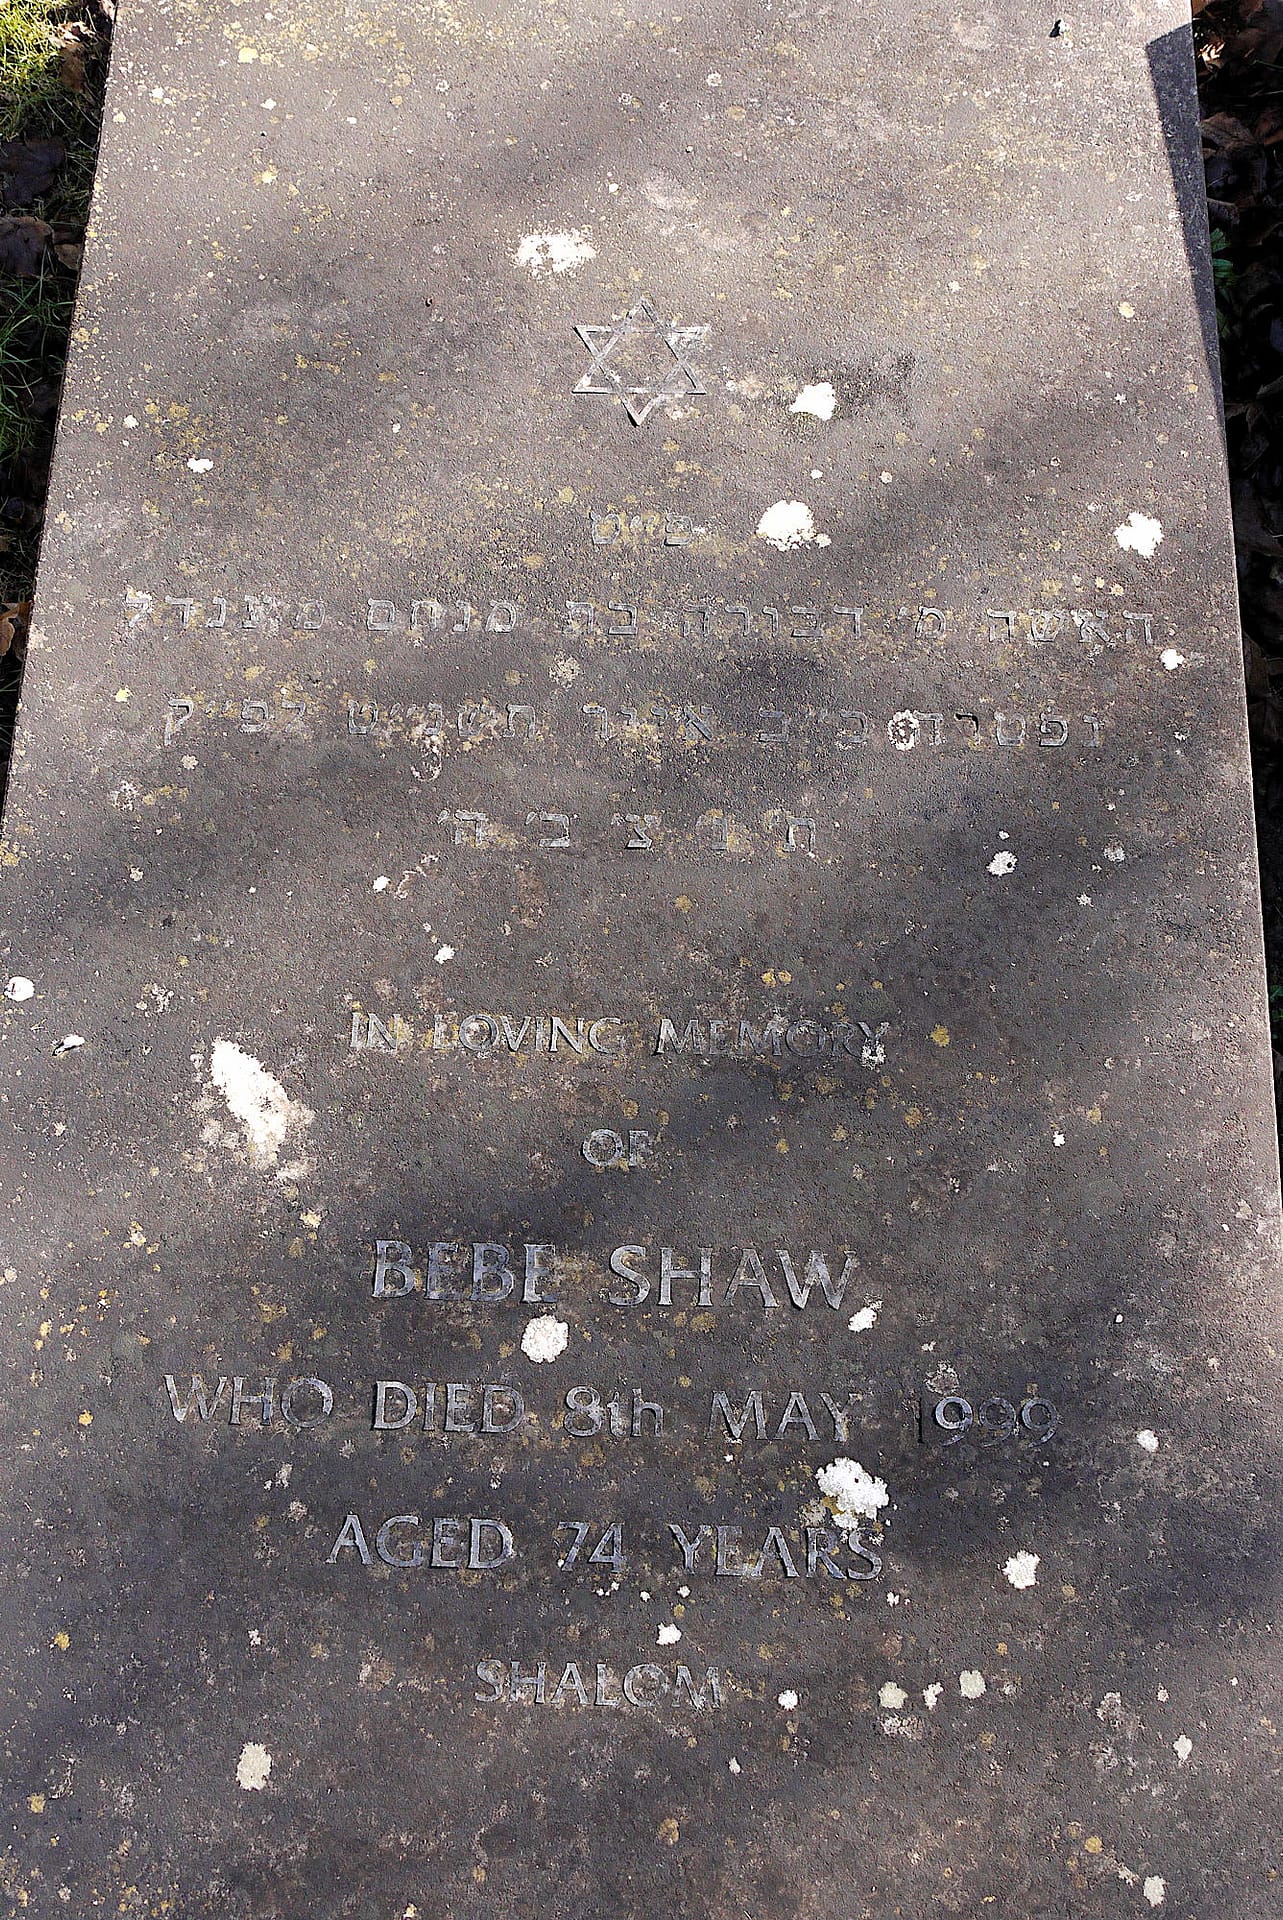 פ״ט
האשה מ׳ דבורה בת מנחם מענדל
נפטרה כ״ב אייר תשנ״ט לפ״ק
ת׳ נ׳ צ׳ ב׳ ה׳
IN LOVING MEMORY
OF
BEBE SHAW
WHO DIED 8th MAY 1999
AGED 74 YEARS
SHALOM